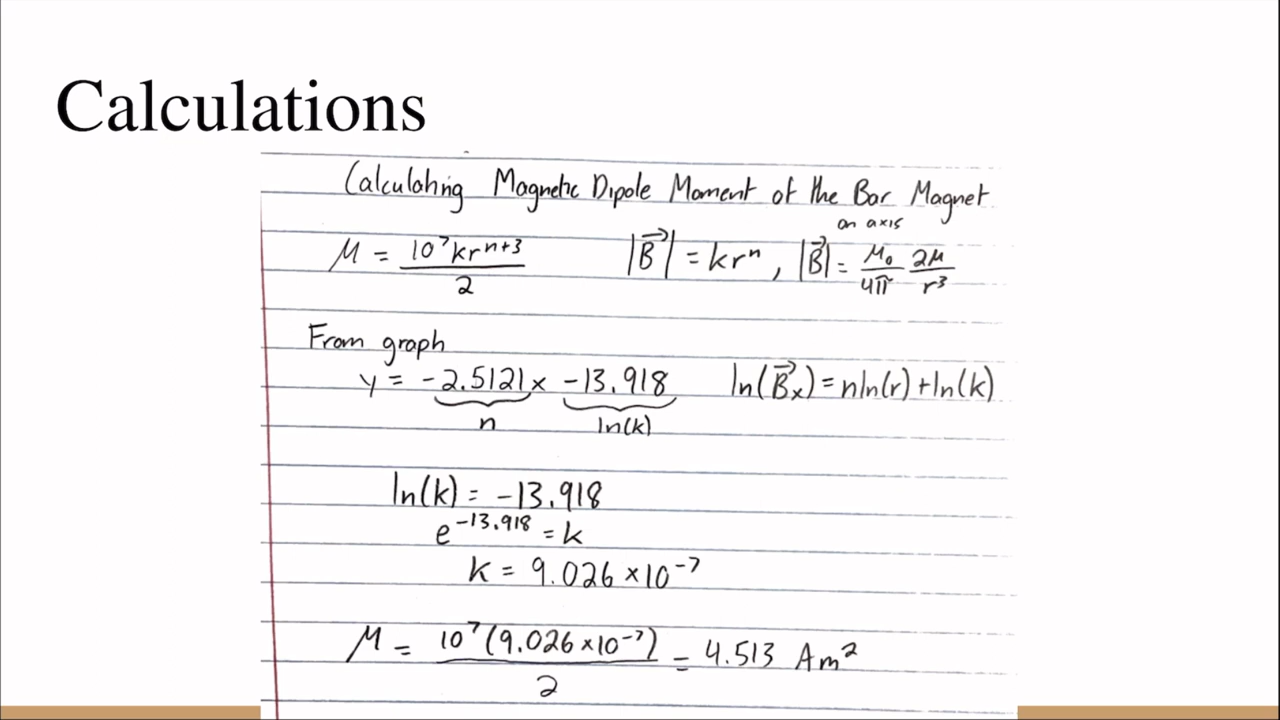 Calculations
Calculating Magnetic Dipole Moment of the Bar Magnet
on axis
μ = 10⁷krⁿ⁺³/2    |B⃗| = krⁿ, |B⃗| = μ₀/4π 2μ/r³
From graph
y = -2.5121x -13.918    ln(B⃗ₓ) = nln(r) + ln(k)
n    ln(k)
ln(k) = -13.918
e⁻¹³·⁹¹⁸ = k
k = 9.026 ×10⁻⁷
μ = 10⁷(9.026 ×10⁻⁷)/2 = 4.513 Am²